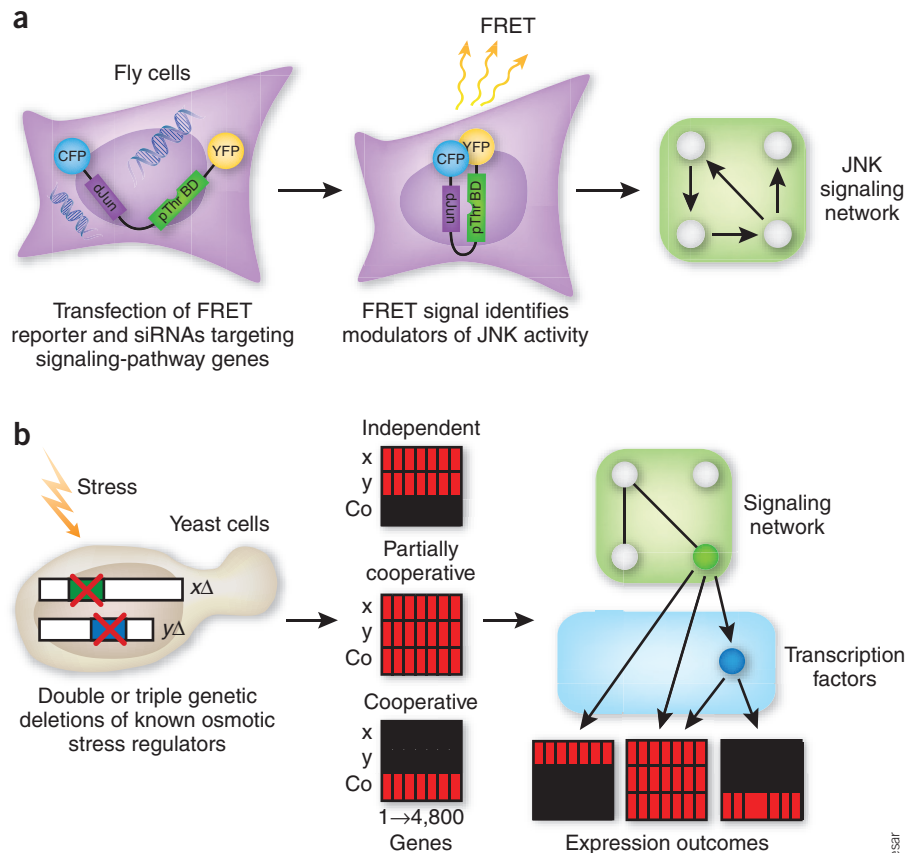 a
FRET
Fly cells
CFP
YFP
dJun
pThr BD
CFP
YFP
dJun
pThr BD
JNK
signaling
network
Transfection of FRET
reporter and siRNAs targeting
signaling-pathway genes
FRET signal identifies
modulators of JNK activity
b
Stress
Yeast cells
xΔ
yΔ
Double or triple genetic
deletions of known osmotic
stress regulators
Independent
x
y
Co
Partially
cooperative
x
y
Co
Cooperative
x
y
Co
1→4,800
Genes
Signaling
network
Transcription
factors
Expression outcomes
esar